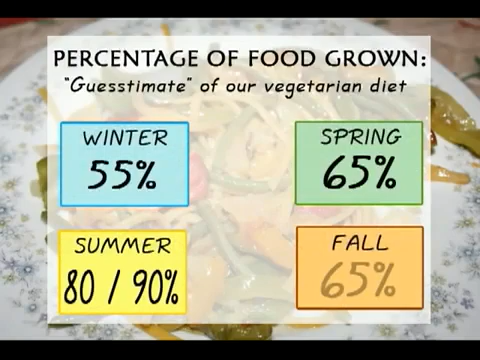 PERCENTAGE OF FOOD GROWN:
"Guesstimate" of our vegetarian diet
WINTER
55%
SPRING
65%
SUMMER
80 / 90%
FALL
65%